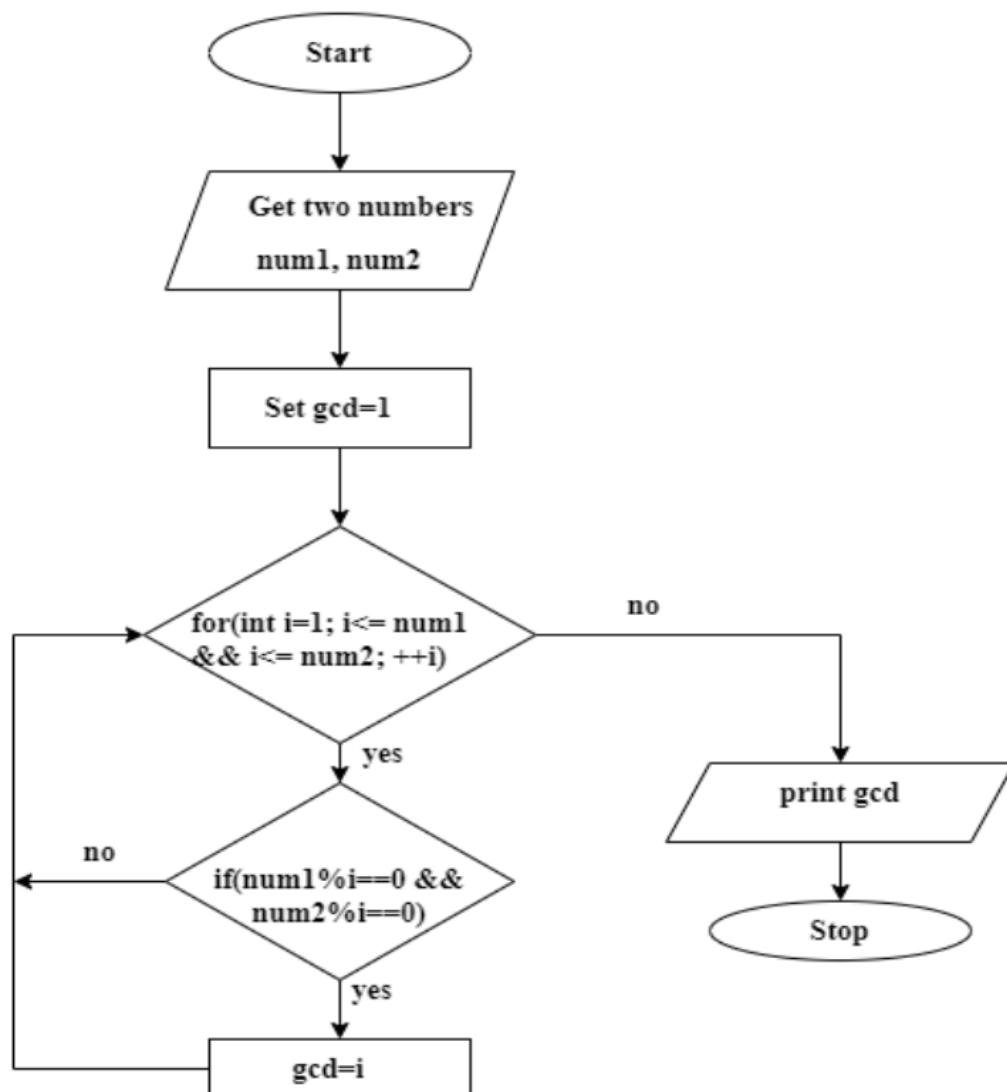 Start
Get two numbers
num1, num2
Set gcd=1
for(int i=1; i<= num1
&& i<= num2; ++i)
no
yes
print gcd
no
if(num1%i==0 &&
num2%i==0)
Stop
yes
gcd=i